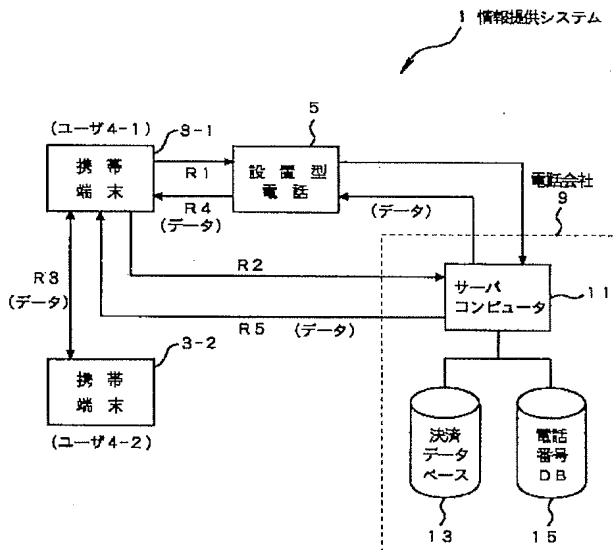 1 情報提供システム
(ユーザ4-1)
3-1
5
携帯
端末
R1
設置型
電話
R4
(データ)
(データ)
電話会社
9
R2
サーバ
コンピュータ
11
R3
(データ)
R5 (データ)
3-2
携帯
端末
(ユーザ4-2)
決済
データ
ベース
電話
番号
DB
13
15